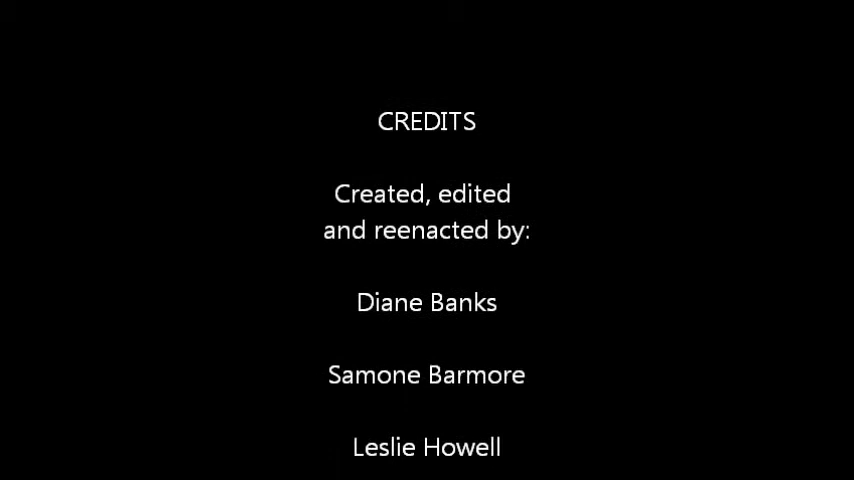 CREDITS
Created, edited
and reenacted by:
Diane Banks
Samone Barmore
Leslie Howell